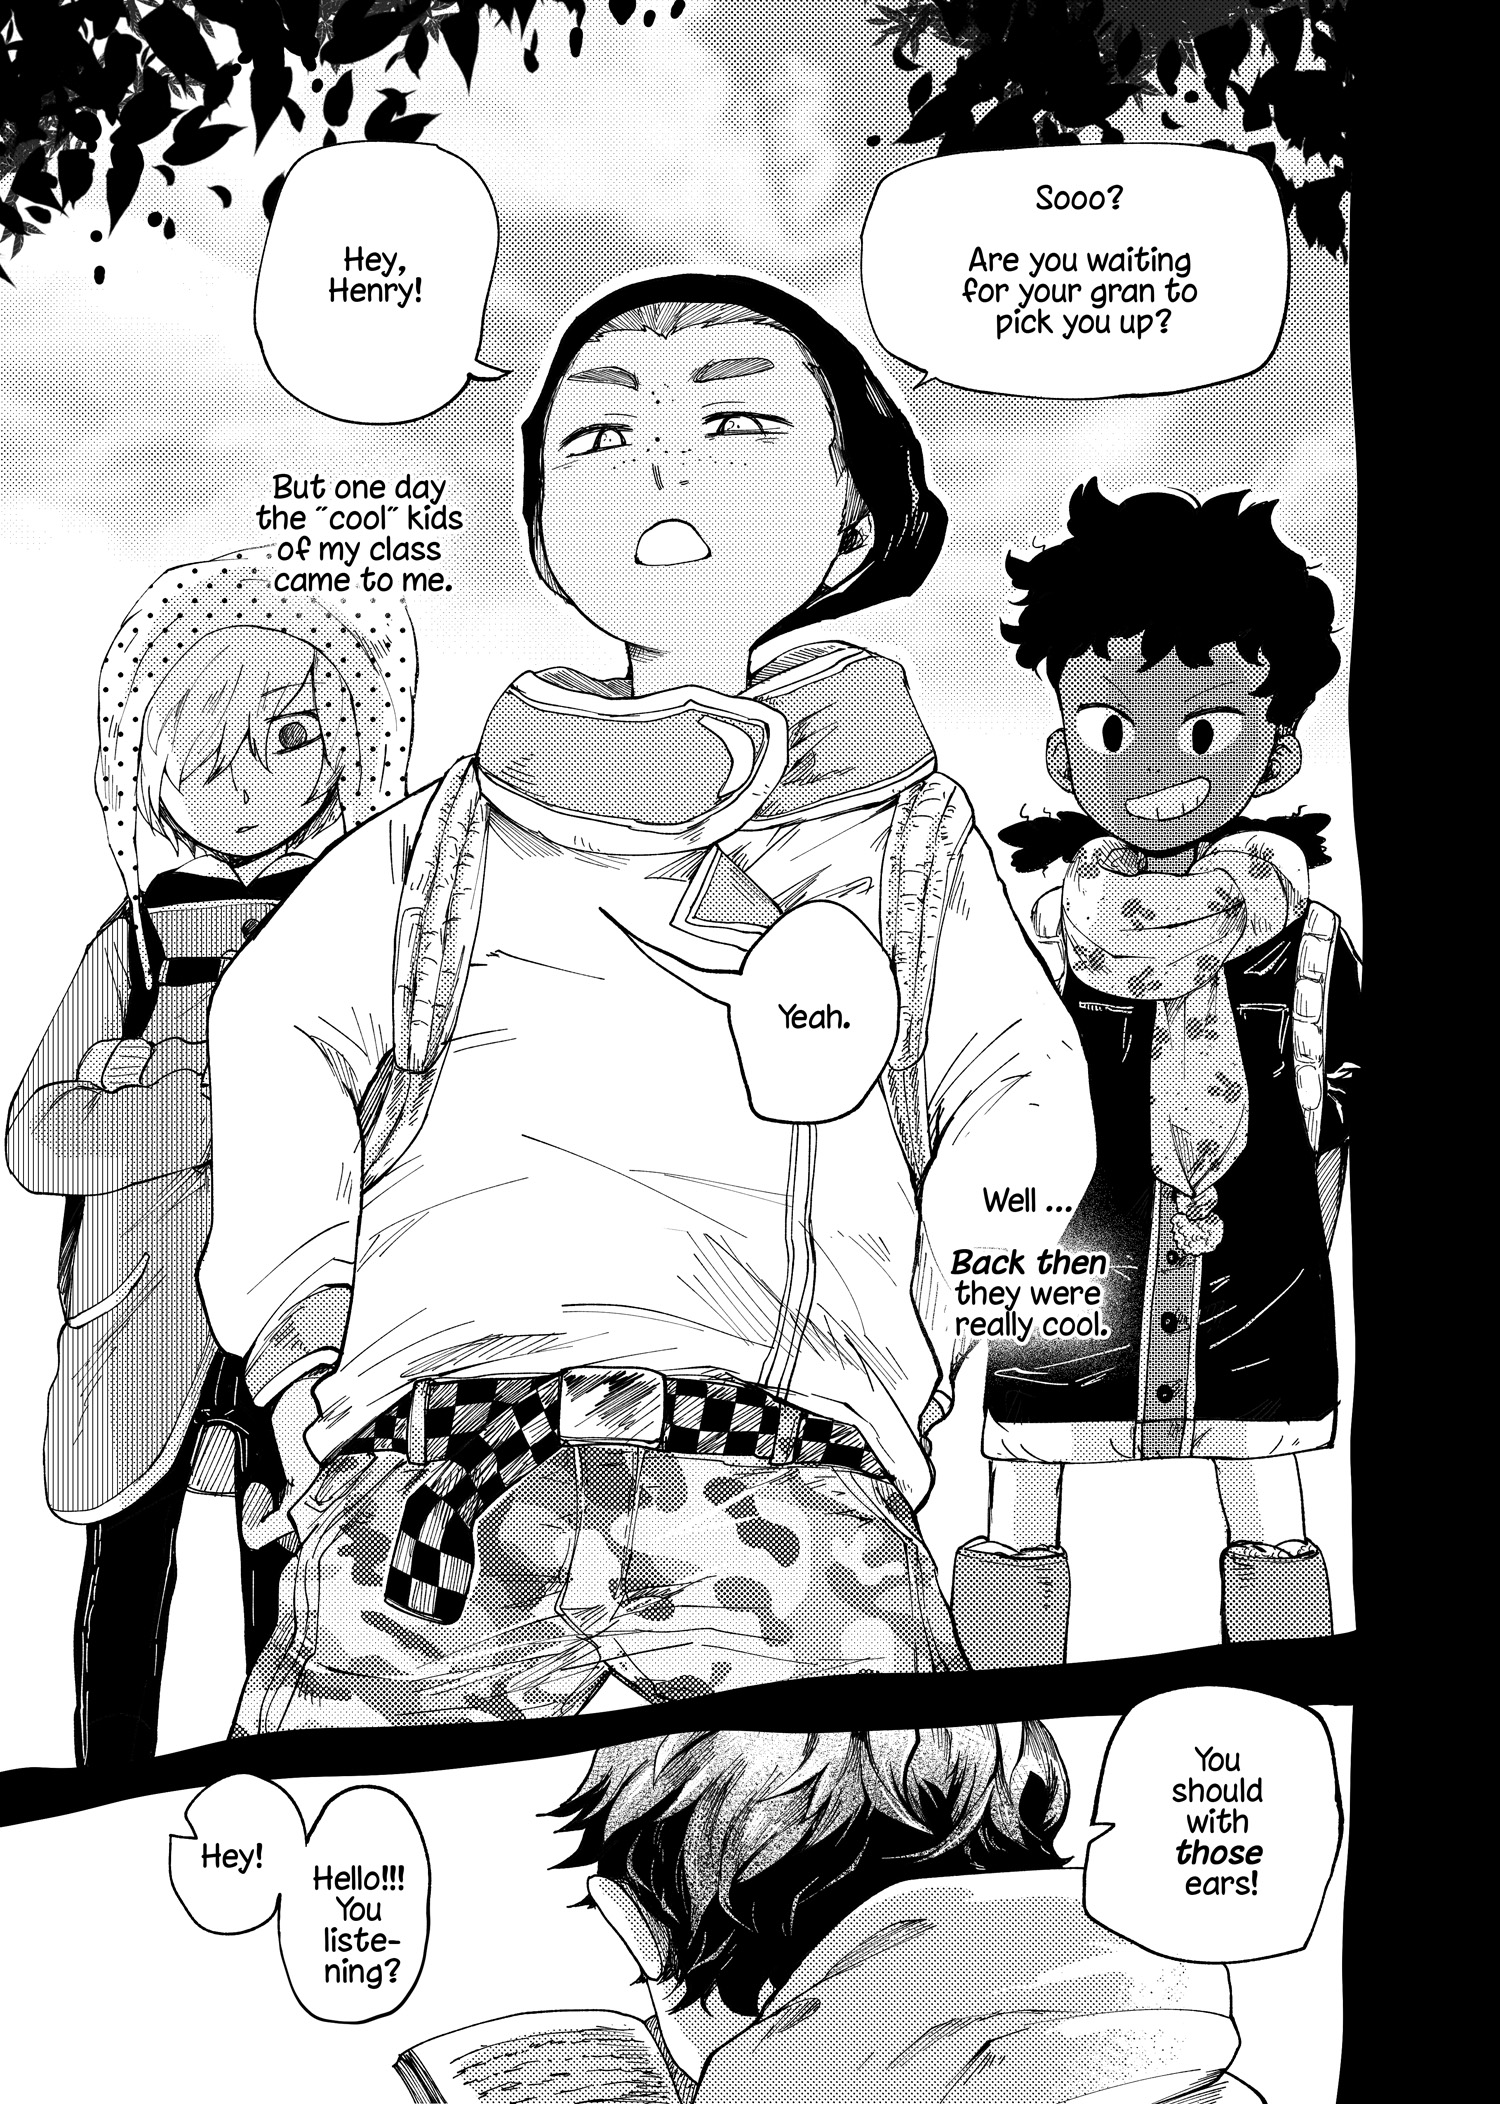 Hey,
Henry!
Sooo?
Are you waiting
for your gran to
pick you up?
But one day
the "cool" kids
of my class
came to me.
Yeah.
Well ...
Back then
they were
really cool.
Hey!
Hello!!!
You
liste-
ning?
You
should
with
those
ears!